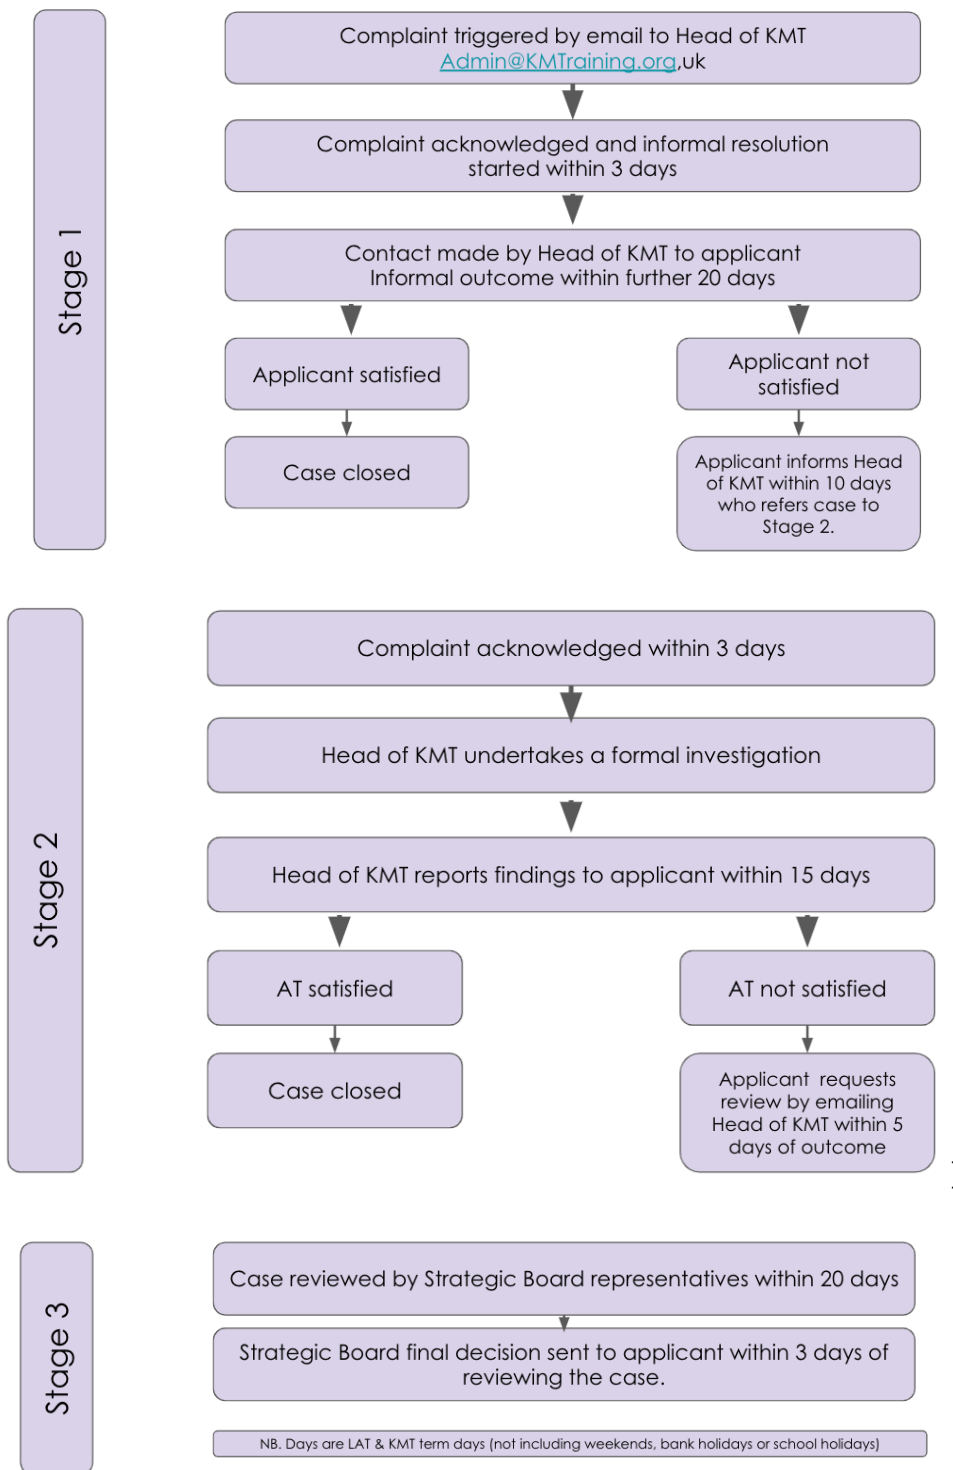 Stage 1
Complaint triggered by email to Head of KMT
Admin@KMTraining.org,uk
Complaint acknowledged and informal resolution
started within 3 days
Contact made by Head of KMT to applicant
Informal outcome within further 20 days
Applicant satisfied
Applicant not
satisfied
Case closed
Applicant informs Head
of KMT within 10 days
who refers case to
Stage 2.
Stage 2
Complaint acknowledged within 3 days
Head of KMT undertakes a formal investigation
Head of KMT reports findings to applicant within 15 days
AT satisfied
AT not satisfied
Case closed
Applicant  requests
review by emailing
Head of KMT within 5
days of outcome
Stage 3
Case reviewed by Strategic Board representatives within 20 days
Strategic Board final decision sent to applicant within 3 days of
reviewing the case.
NB. Days are LAT & KMT term days (not including weekends, bank holidays or school holidays)